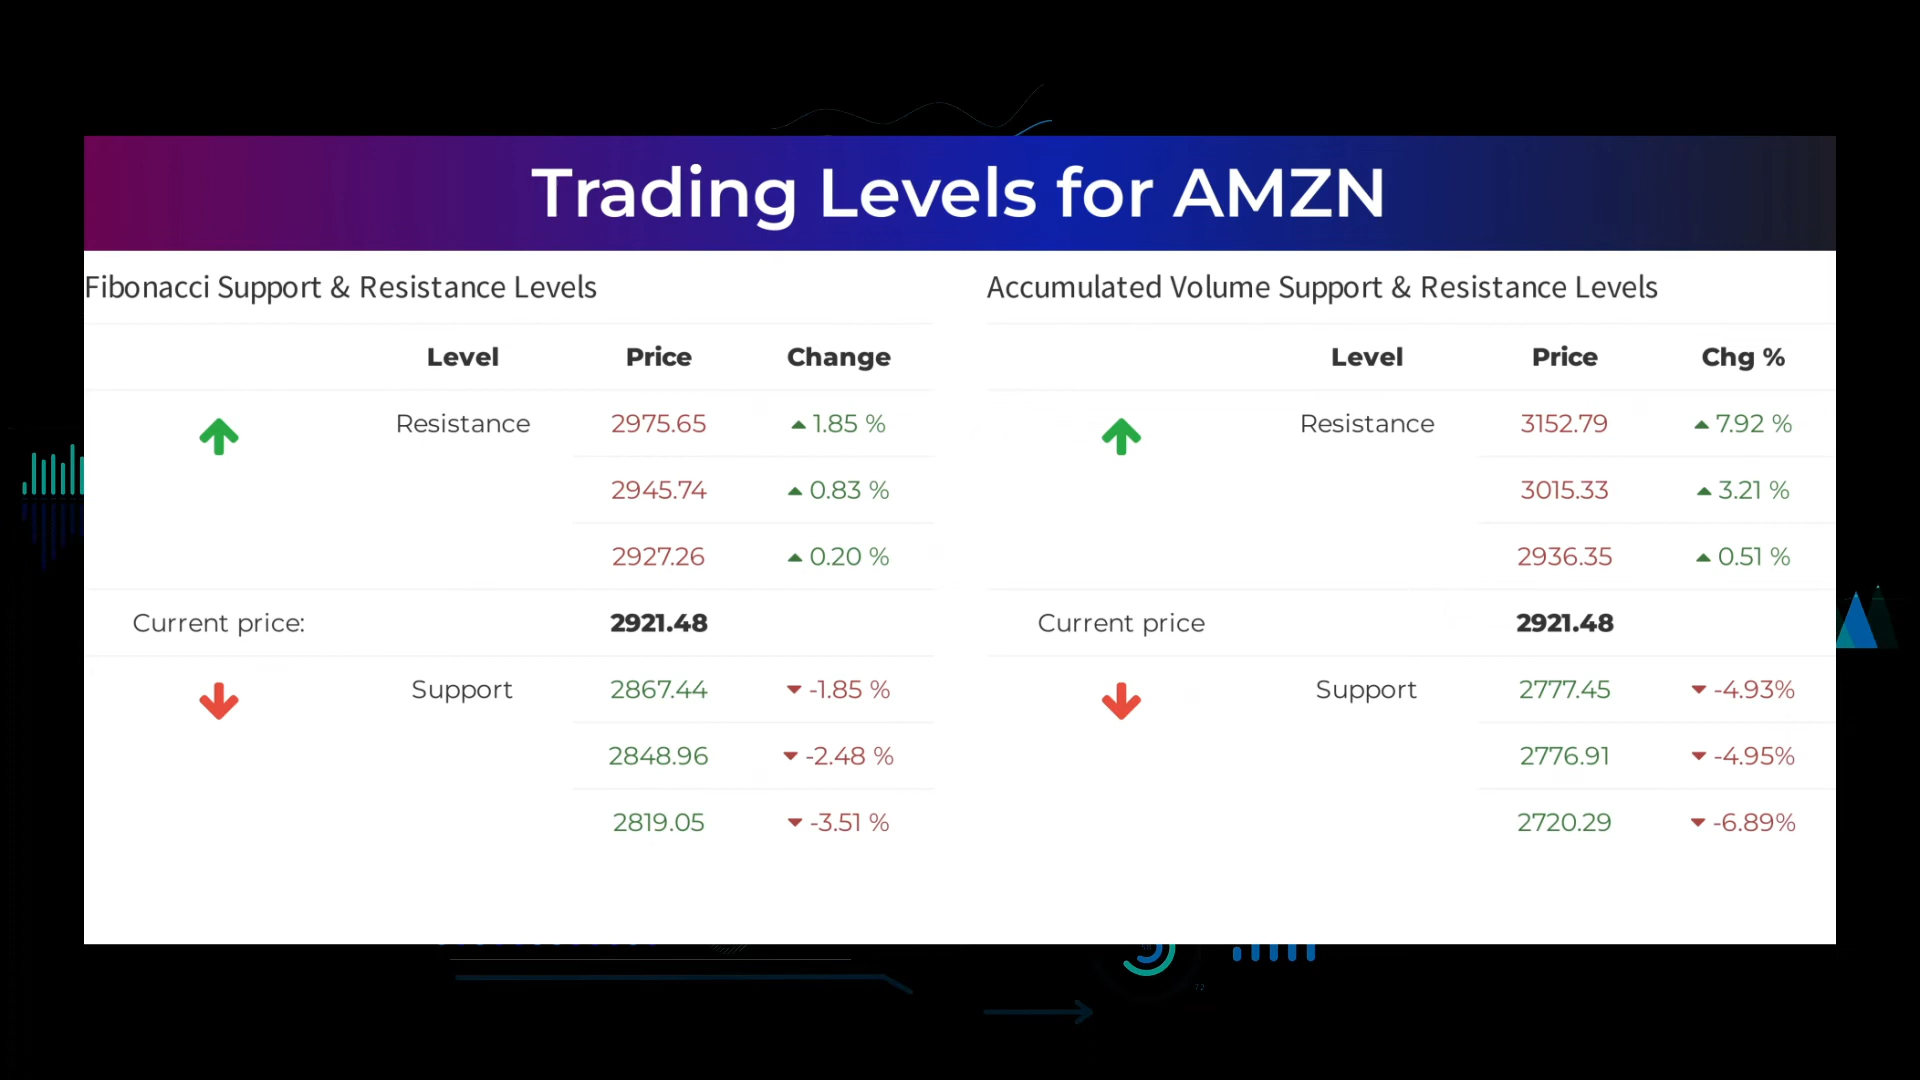 Trading Levels for AMZN
Fibonacci Support & Resistance Levels
Level Price Change
Resistance 2975.65 1.85 %
2945.74 0.83 %
2927.26 0.20 %
Current price: 2921.48
Support 2867.44 -1.85 %
2848.96 -2.48 %
2819.05 -3.51 %
Accumulated Volume Support & Resistance Levels
Level Price Chg %
Resistance 3152.79 7.92 %
3015.33 3.21 %
2936.35 0.51 %
Current price 2921.48
Support 2777.45 -4.93%
2776.91 -4.95%
2720.29 -6.89%